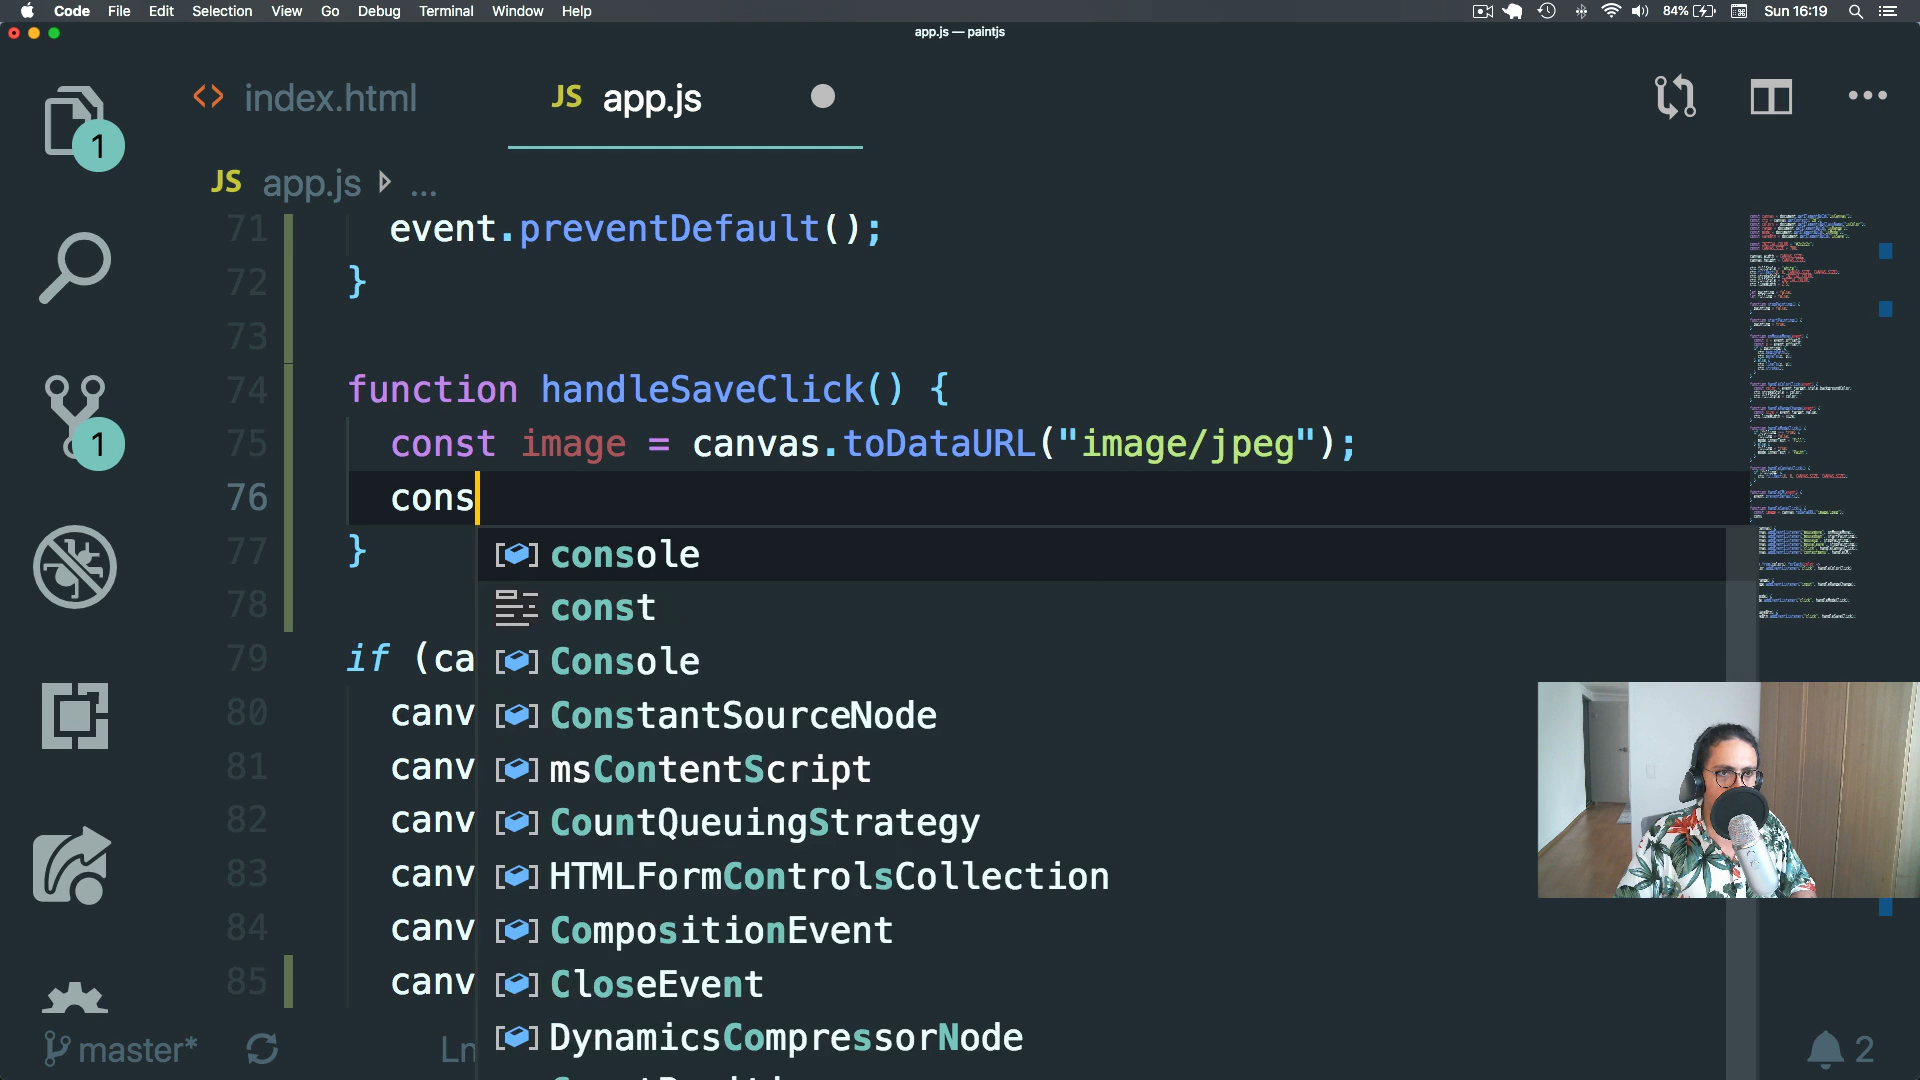 Code File Edit Selection View Go Debug Terminal Window Help 84% Sun 16:19
app.js — paintjs
index.html JS app.js
JS app.js ...
71 event.preventDefault();
72 }
73
74 function handleSaveClick() {
75 const image = canvas.toDataURL("image/jpeg");
76 cons
77 }
78
79 if (ca
80 canv
81 canv
82 canv
83 canv
84 canv
85 canv
console
const
Console
ConstantSourceNode
msContentScript
CountQueuingStrategy
HTMLFormControlsCollection
CompositionEvent
CloseEvent
DynamicsCompressorNode
1
1
master* Ln 2